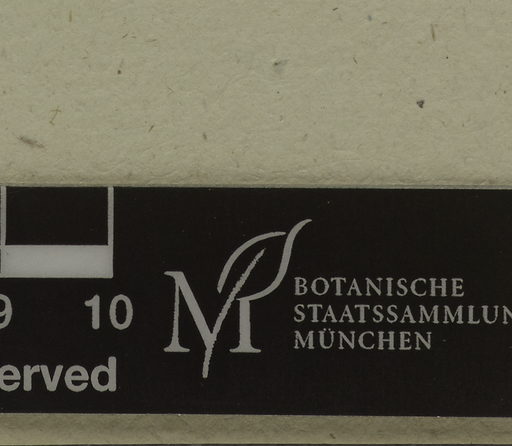 9 10
erved
BOTANISCHE
STAATSSAMMLUN
MÜNCHEN